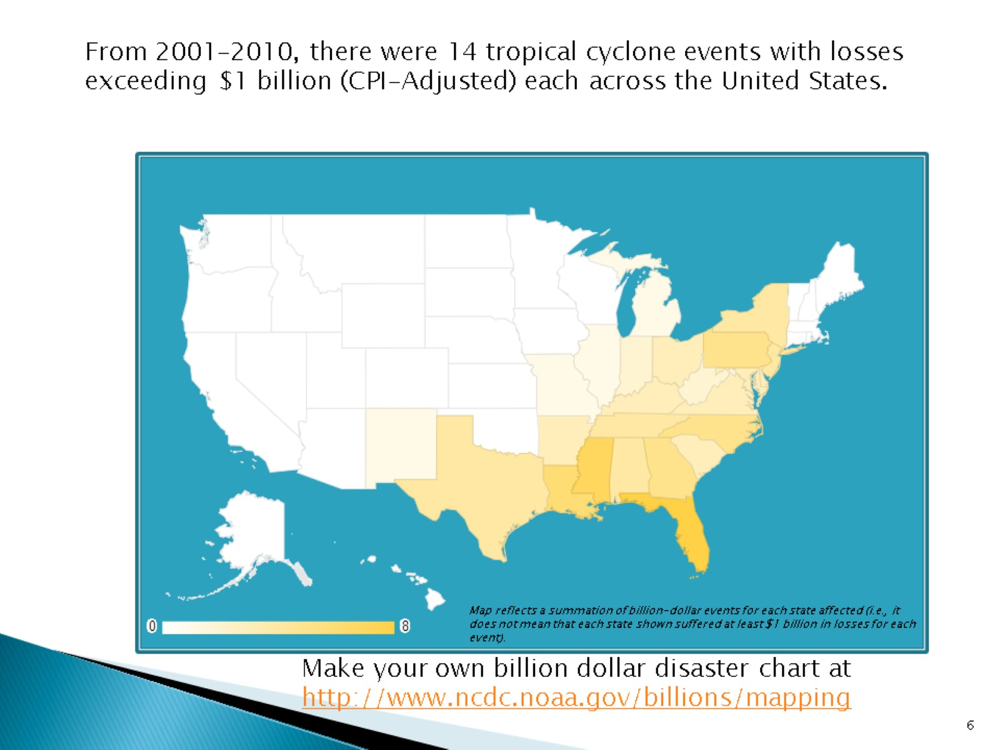 From 2001-2010, there were 14 tropical cyclone events with losses
exceeding $1 billion (CPI-Adjusted) each across the United States.
Map reflects a summation of billion-dollar events for each state affected (i.e., it
does not mean that each state shown suffered at least $1 billion in losses for each
event).
0 8
Make your own billion dollar disaster chart at
http://www.ncdc.noaa.gov/billions/mapping
6